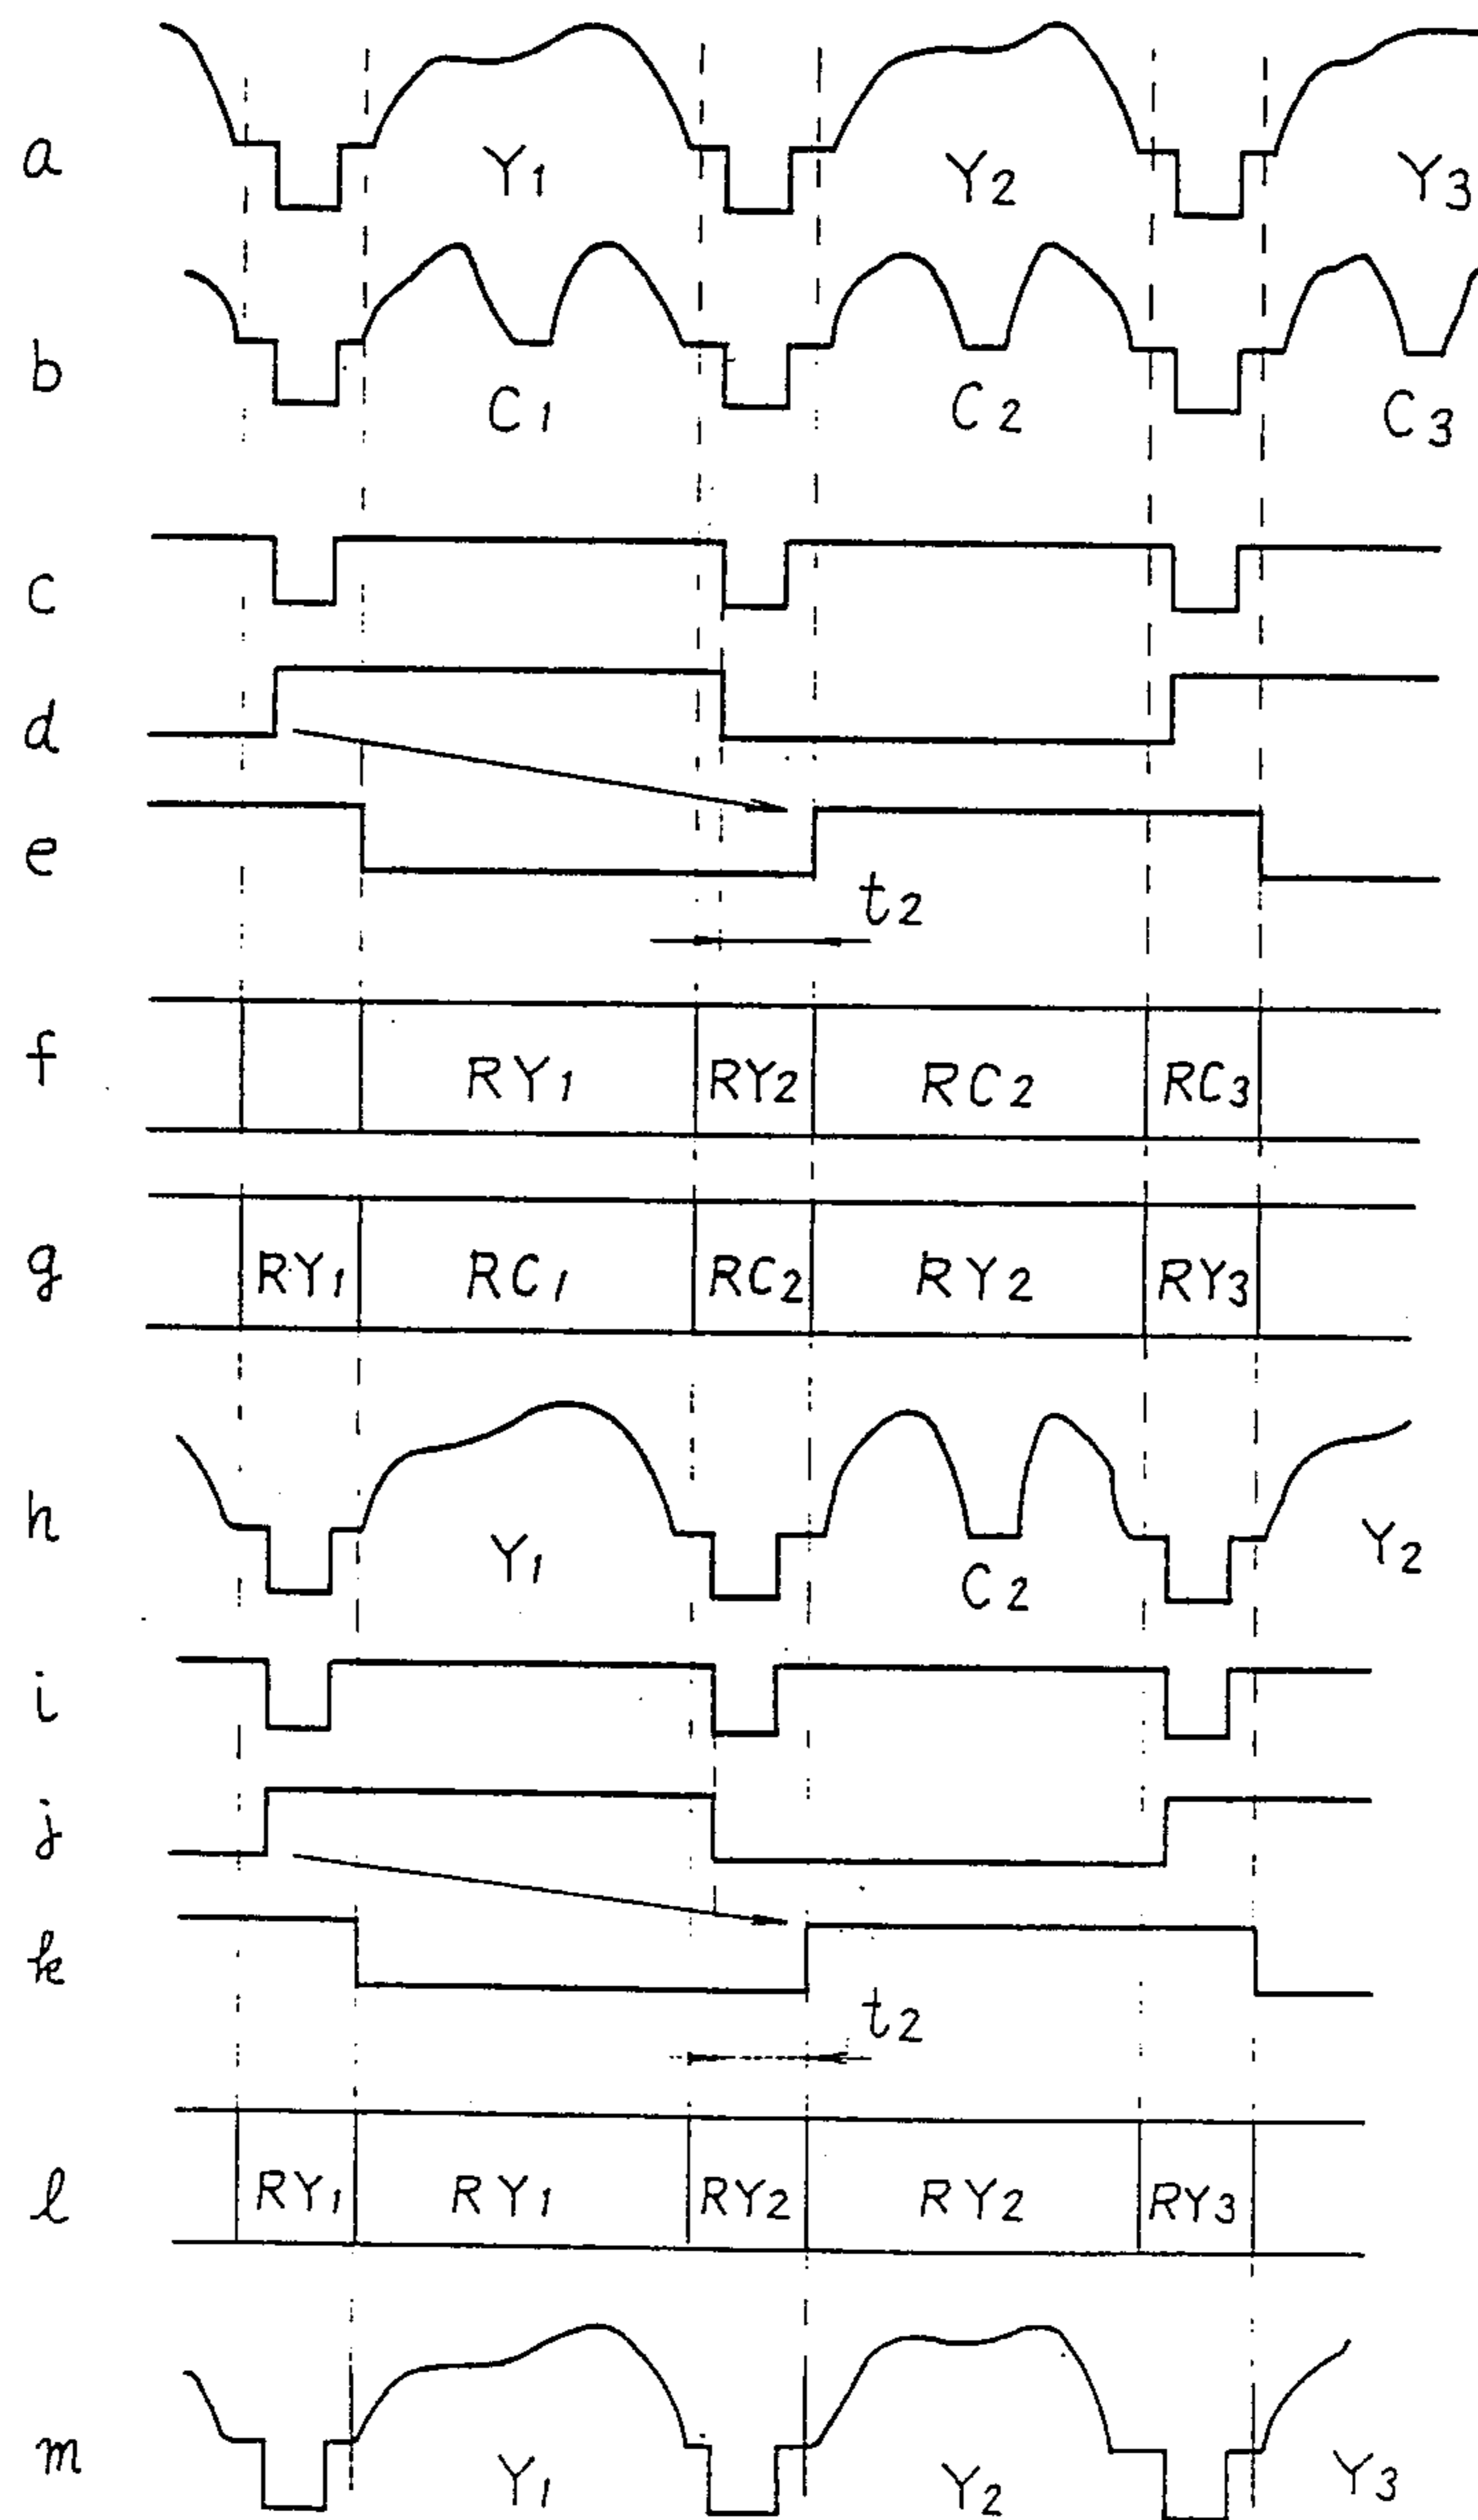 a Y1 Y2 Y3
b C1 C2 C3
c
d
e t2
f RY1 RY2 RC2 RC3
g RY1 RC1 RC2 RY2 RY3
h Y1 C2 Y2
i
j
k t2
l RY1 RY1 RY2 RY2 RY3
m Y1 Y2 Y3